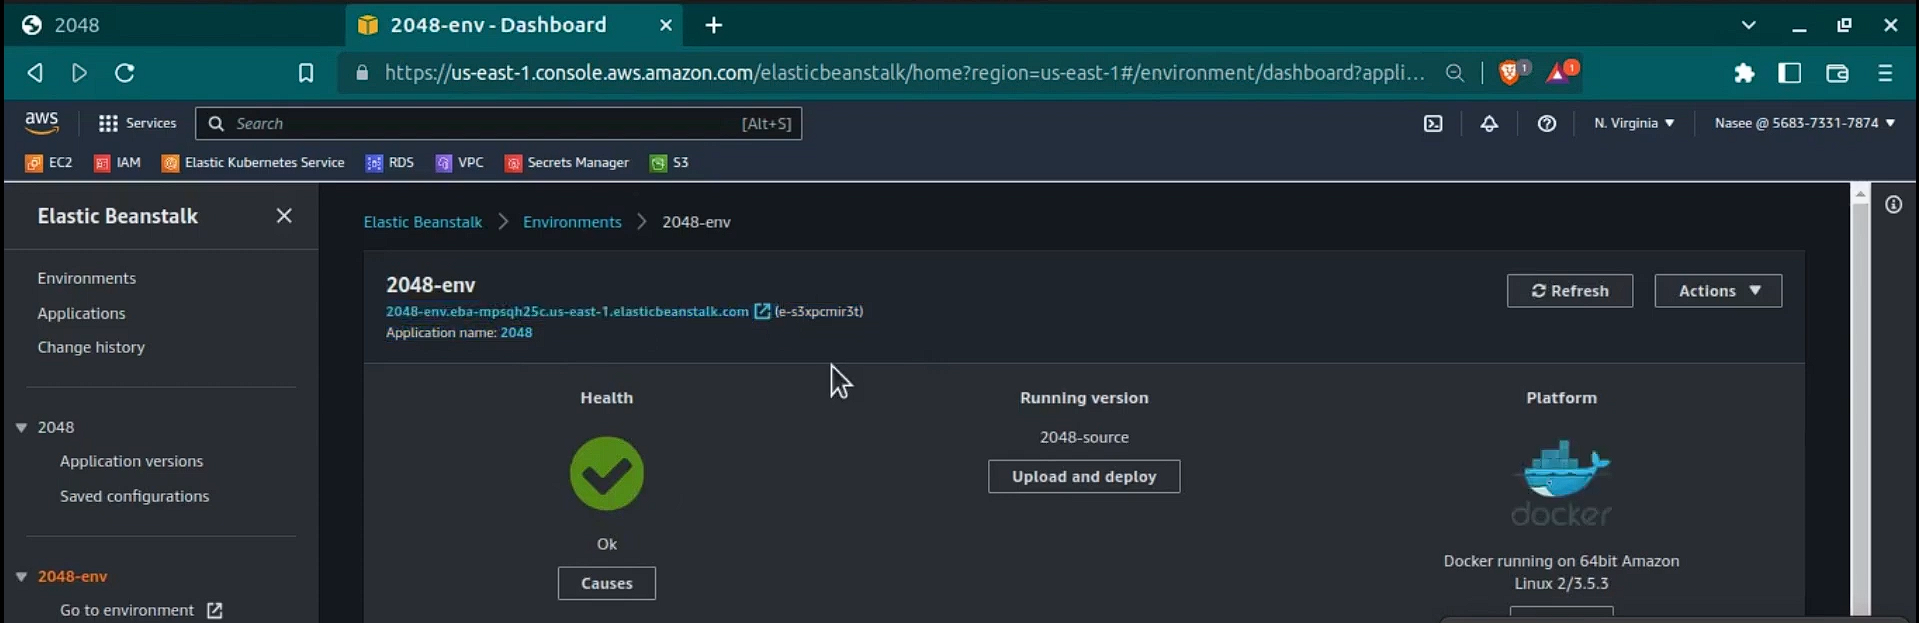 2048
2048-env - Dashboard
https://us-east-1.console.aws.amazon.com/elasticbeanstalk/home?region=us-east-1#/environment/dashboard?appli...
1
1
aws
Services
Search
[Alt+S]
N. Virginia
Nasee @ 5683-7331-7874
EC2
IAM
Elastic Kubernetes Service
RDS
VPC
Secrets Manager
S3
Elastic Beanstalk
Environments
Applications
Change history
2048
Application versions
Saved configurations
2048-env
Go to environment
Elastic Beanstalk > Environments > 2048-env
2048-env
2048-env.eba-mpsqh25c.us-east-1.elasticbeanstalk.com (e-s3xpcmir3t)
Application name: 2048
Refresh
Actions
Health
Ok
Causes
Running version
2048-source
Upload and deploy
Platform
docker
Docker running on 64bit Amazon
Linux 2/3.5.3